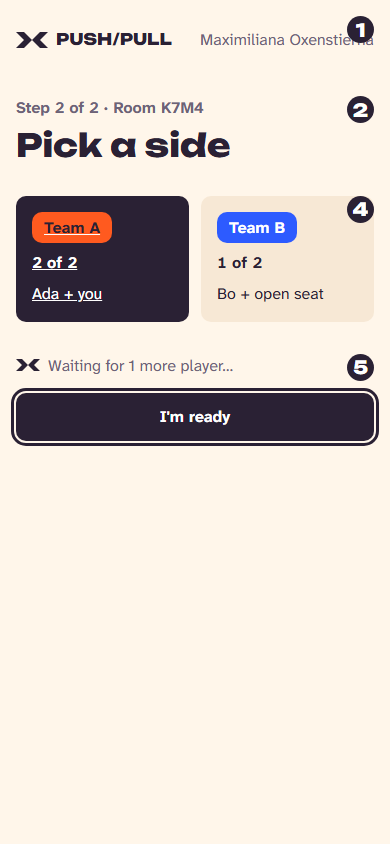 PUSH/PULL
Maximiliana Oxenstierna
1
Step 2 of 2 · Room K7M4
2
Pick a side
Team A
2 of 2
Ada + you
Team B
4
1 of 2
Bo + open seat
Waiting for 1 more player...
5
I'm ready